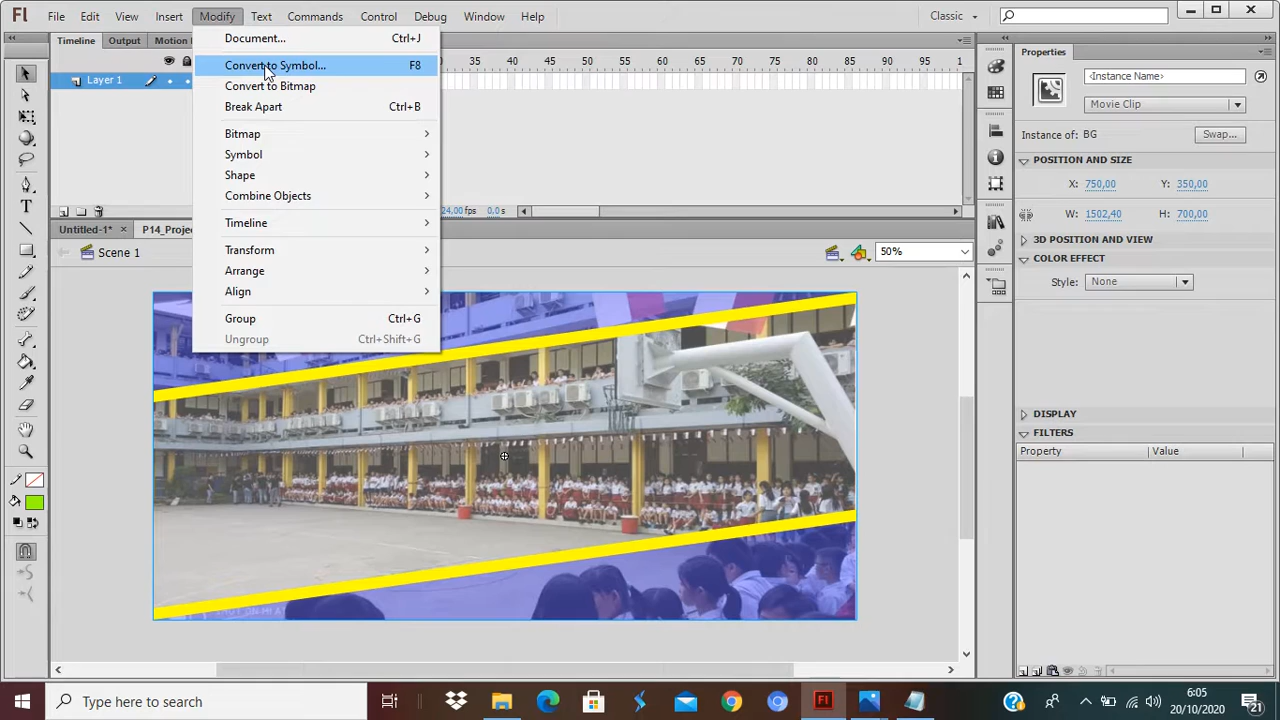 Fl File View Insert Modify Text Commands Control Debug Window Help Classic
Timeline Output Motion
Document... Ctrl+J
Convert to Symbol... F8
Convert to Bitmap
Break Apart Ctrl+B
Bitmap
Symbol
Shape
Combine Objects
Timeline
Transform
Arrange
Align
Group Ctrl+G
Ungroup Ctrl+Shift+G
45 50 55 60 65 70 75 80 85 90 95 1
Layer 1
24,00 fps 0.0 s
Untitled-1* × P14_Proje
Scene 1
50%
Properties
<Instance Name>
Movie Clip
Instance of: BG Swap...
POSITION AND SIZE
X: 750,00 Y: 350,00
W: 1502,40 H: 700,00
3D POSITION AND VIEW
COLOR EFFECT
Style: None
DISPLAY
FILTERS
Property Value
Type here to search
Fl
6:05
20/10/2020
21